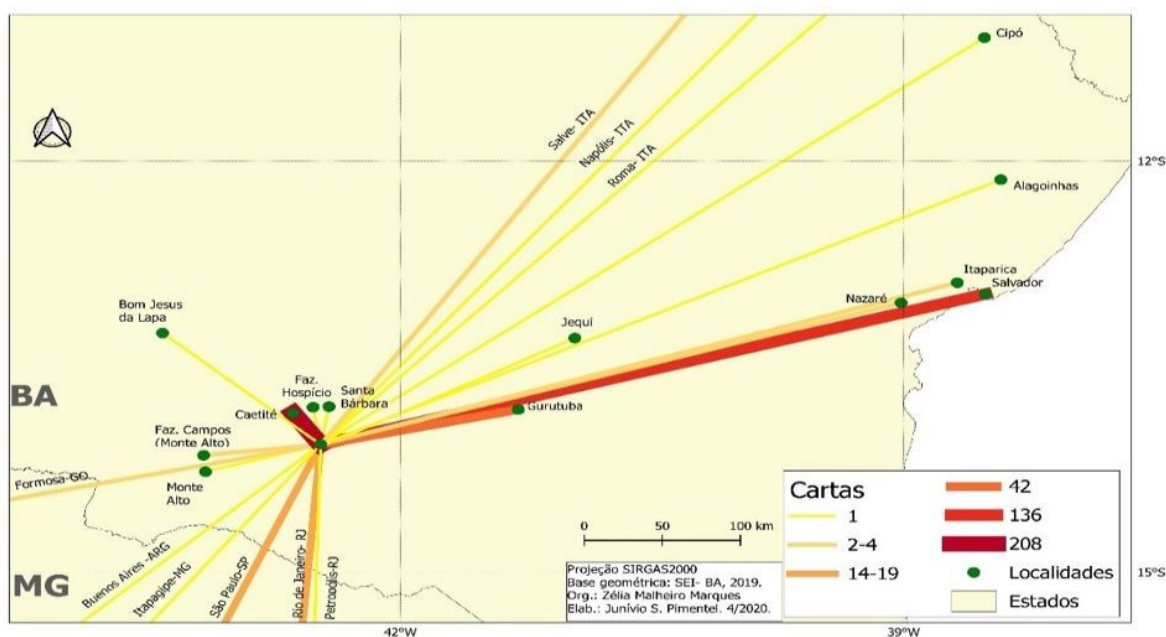 Cipó
Salve- ITA
Napólis- ITA
Roma- ITA
12°S
Alagoinhas
Itaparica
Salvador
Nazaré
Bom Jesus
da Lapa
Jequí
Faz.
Hospício
Santa
Bárbara
BA
Caetité
Gurutuba
Faz. Campos
(Monte Alto)
Formosa-GO
Monte
Alto
Cartas
1
2-4
14-19
42
136
208
Localidades
Estados
0 50 100 km
Buenos Aires -ARG
Itapagipe-MG
São Paulo-SP
Rio de Janeiro- RJ
Petropólis-RJ
MG
Projeção SIRGAS2000
Base geométrica: SEI- BA, 2019.
Org.: Zélia Malheiro Marques
Elab.: Junívio S. Pimentel. 4/2020.
15°S
42°W
39°W